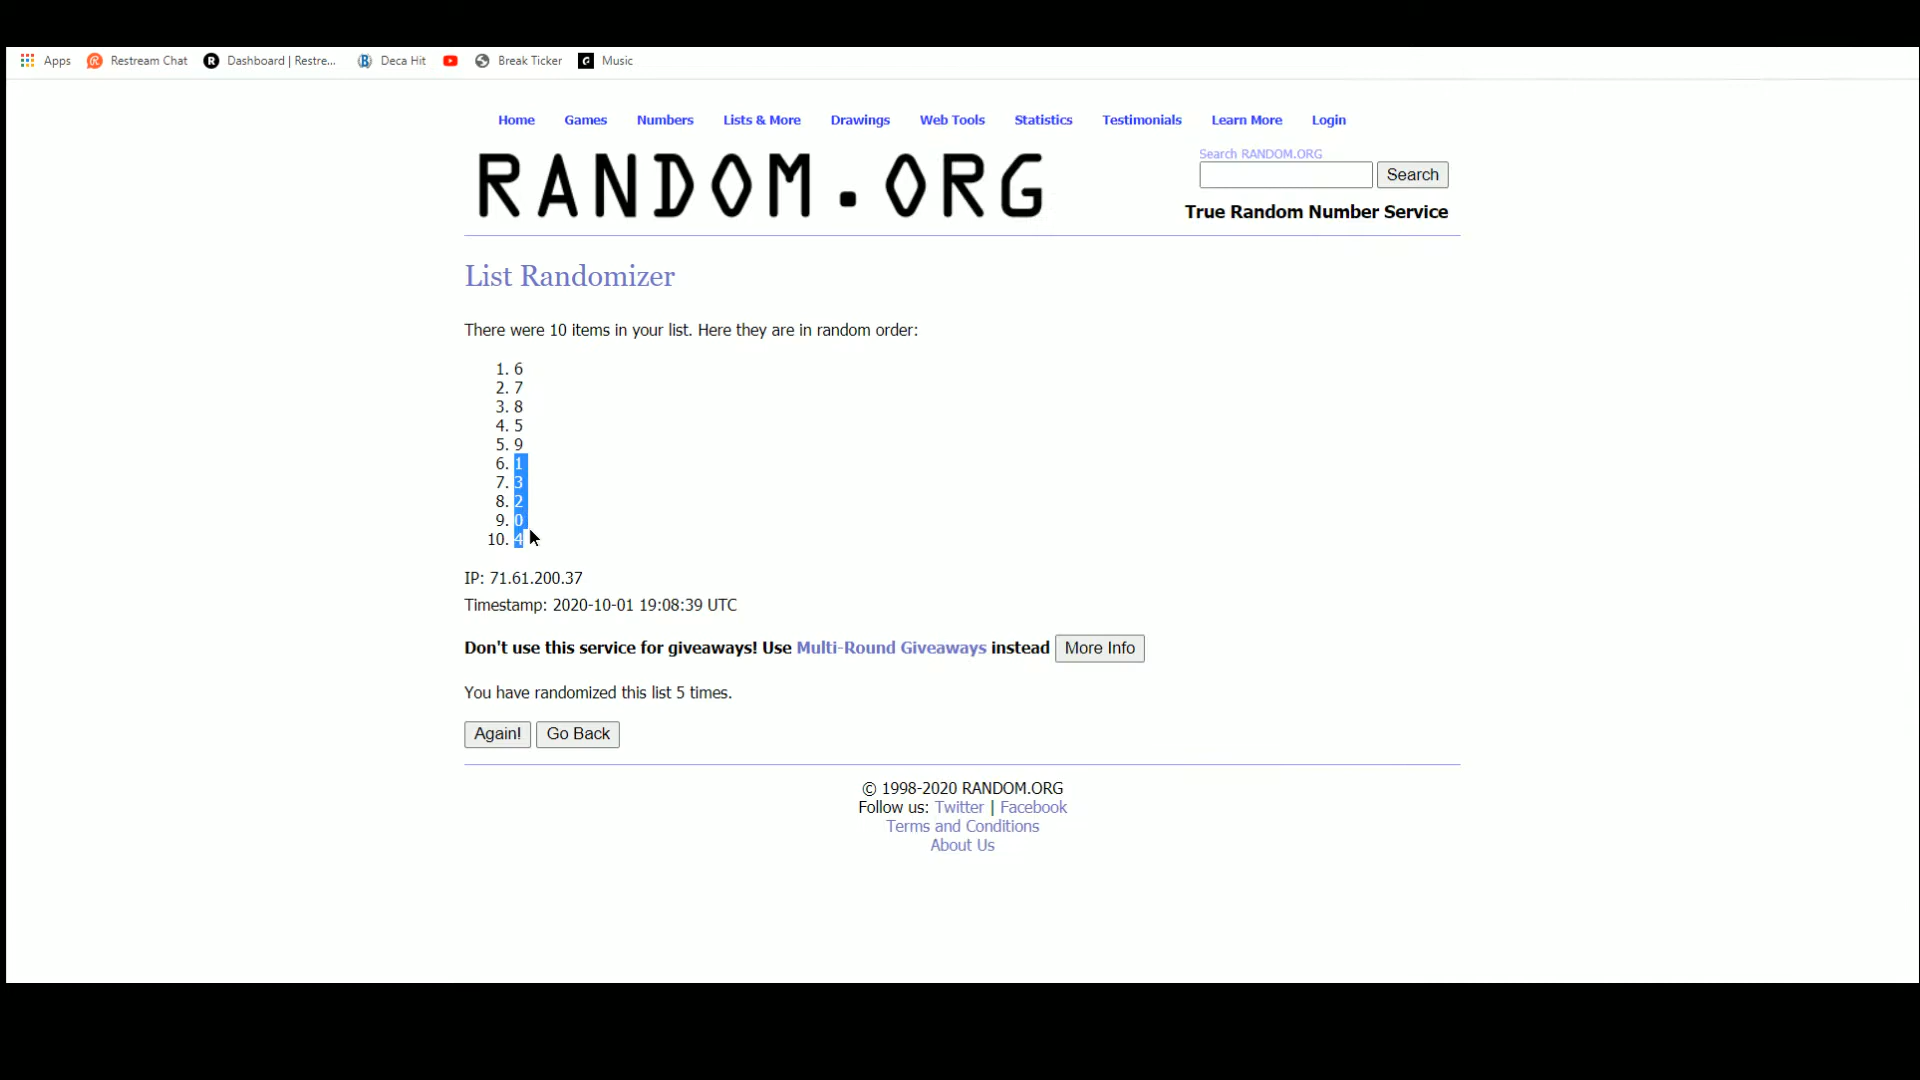 Apps Restream Chat Dashboard | Restre... Deca Hit Break Ticker Music
Home Games Numbers Lists & More Drawings Web Tools Statistics Testimonials Learn More Login
RANDOM.ORG
Search RANDOM.ORG
Search
True Random Number Service
List Randomizer
There were 10 items in your list. Here they are in random order:
1. 6
2. 7
3. 8
4. 5
5. 9
6. 1
7. 3
8. 2
9. 0
10. 4
IP: 71.61.200.37
Timestamp: 2020-10-01 19:08:39 UTC
Don't use this service for giveaways! Use Multi-Round Giveaways instead More Info
You have randomized this list 5 times.
Again! Go Back
© 1998-2020 RANDOM.ORG
Follow us: Twitter | Facebook
Terms and Conditions
About Us